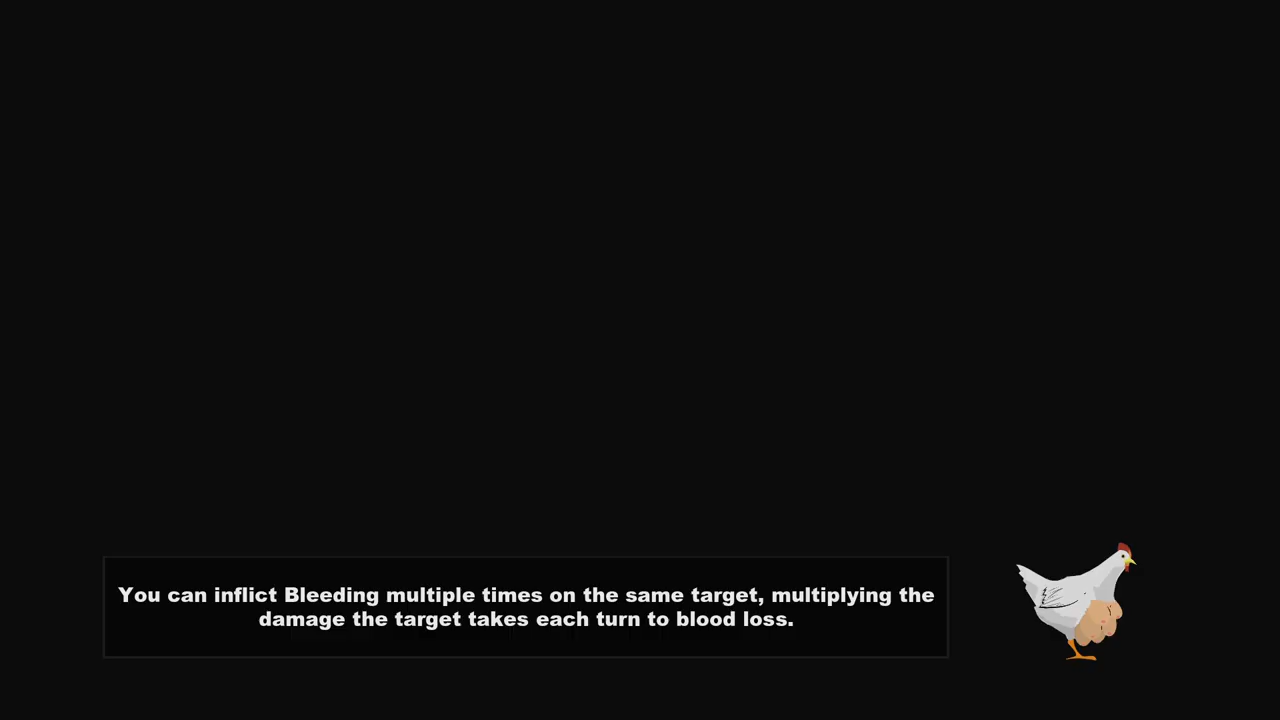 You can inflict Bleeding multiple times on the same target, multiplying the
damage the target takes each turn to blood loss.